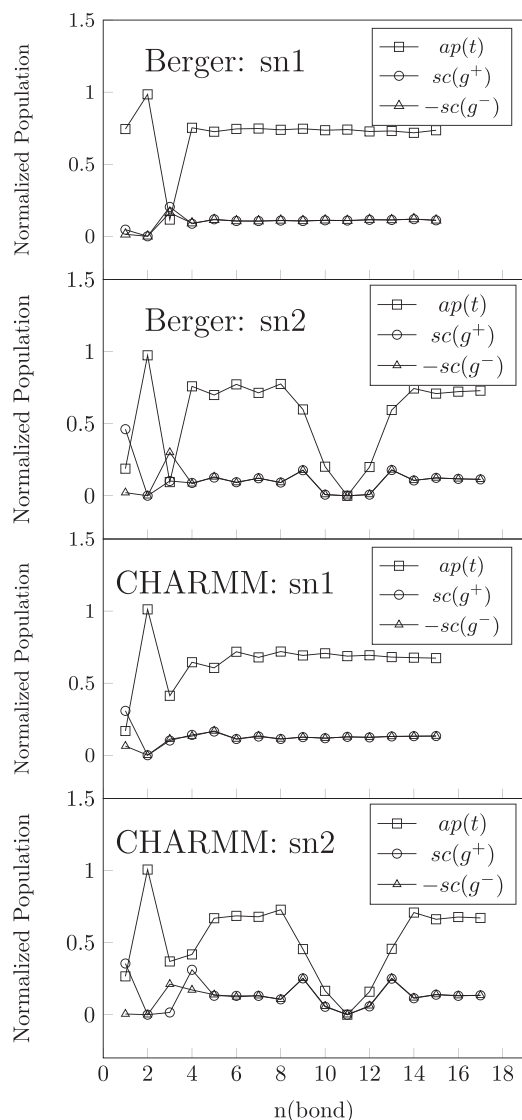 1.5
1
0.5
0
Normalized Population
Berger: sn1
ap(t)
sc(g⁺)
−sc(g⁻)
1.5
1
0.5
0
Normalized Population
Berger: sn2
ap(t)
sc(g⁺)
−sc(g⁻)
1.5
1
0.5
0
Normalized Population
CHARMM: sn1
ap(t)
sc(g⁺)
−sc(g⁻)
1.5
1
0.5
0
Normalized Population
CHARMM: sn2
ap(t)
sc(g⁺)
−sc(g⁻)
0 2 4 6 8 10 12 14 16 18
n(bond)